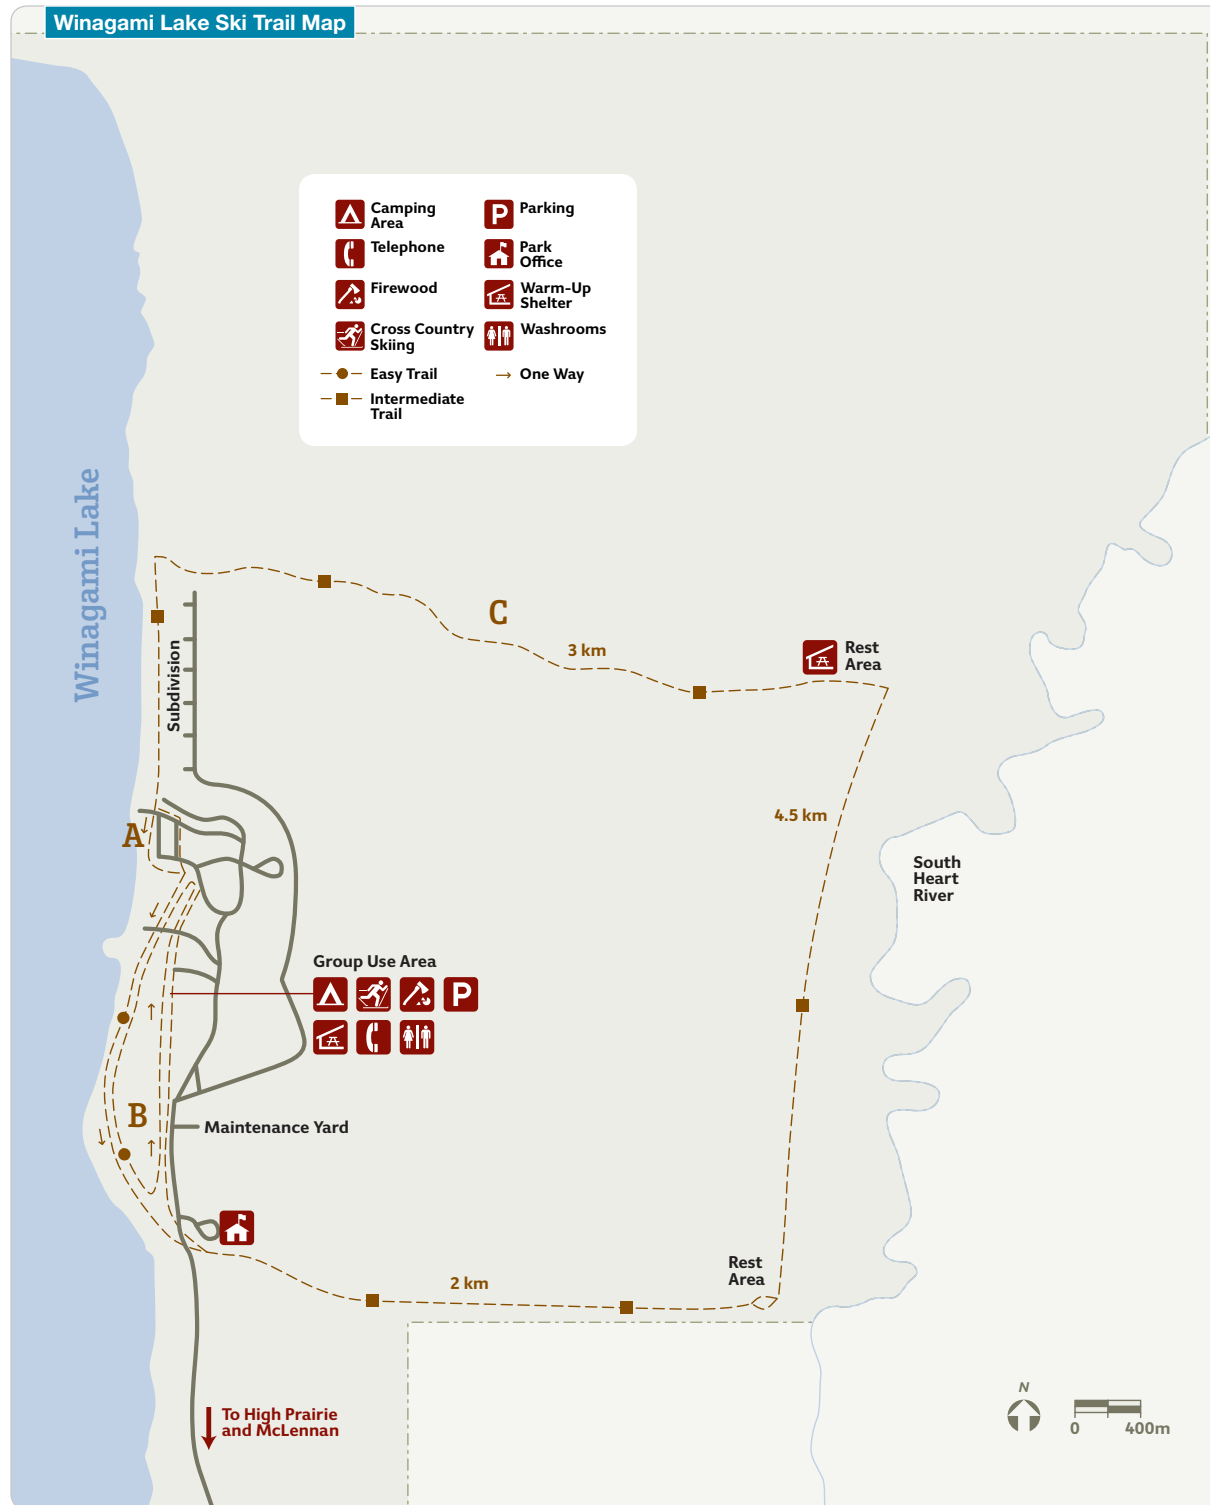 Winagami Lake Ski Trail Map
Camping
Area
Parking
Telephone
Park
Office
Firewood
Warm-Up
Shelter
Cross Country
Skiing
Washrooms
Easy Trail
One Way
Intermediate
Trail
Winagami Lake
C
3 km
Rest
Area
Subdivision
4.5 km
A
South
Heart
River
Group Use Area
P
B
Maintenance Yard
2 km
Rest
Area
To High Prairie
and McLennan
N
0 400m